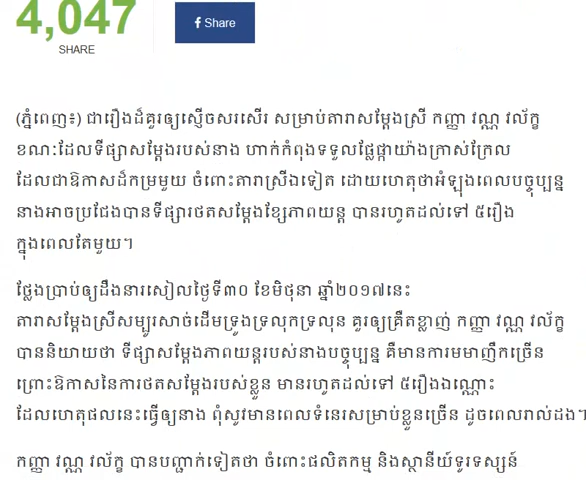 4,047
SHARE
Share
(ភ្នំពេញ៖) ជារឿងដ៏គួរឲ្យស្ងើចសរសើរ សម្រាប់តារាសម្ដែងស្រី កញ្ញា វណ្ណ វល័ក្ខ
ខណៈដែលទីផ្សាសម្ដែងរបស់នាង ហាក់កំពុងទទួលផ្លែផ្កាយ៉ាងក្រាស់ក្រែល
ដែលជាឱកាសដ៏កម្រមួយ ចំពោះតារាស្រីឯទៀត ដោយហេតុថាអំឡុងពេលបច្ចុប្បន្ន
នាងអាចប្រជែងបានទីផ្សារថតសម្ដែងខ្សែភាពយន្ត បានរហូតដល់ទៅ ៥រឿង
ក្នុងពេលតែមួយ។
ថ្លែងប្រាប់ឲ្យដឹងនារសៀលថ្ងៃទី៣០ ខែមិថុនា ឆ្នាំ២០១៧នេះ
តារាសម្ដែងស្រីសម្បូរសាច់ដើមទ្រូងទ្រលុកទ្រលុន គួរឲ្យគ្រឺតខ្លាញ់ កញ្ញា វណ្ណ វល័ក្ខ
បាននិយាយថា ទីផ្សាសម្ដែងភាពយន្តរបស់នាងបច្ចុប្បន្ន គឺមានការមមាញឹកច្រើន
ព្រោះឱកាសនៃការថតសម្ដែងរបស់ខ្លួន មានរហូតដល់ទៅ ៥រឿងឯណ្ណោះ
ដែលហេតុផលនេះធ្វើឲ្យនាង ពុំសូវមានពេលទំនេរសម្រាប់ខ្លួនច្រើន ដូចពេលរាល់ដង។
កញ្ញា វណ្ណ វល័ក្ខ បានបញ្ជាក់ទៀតថា ចំពោះផលិតកម្ម និងស្ថានីយ៍ទូរទស្សន៍